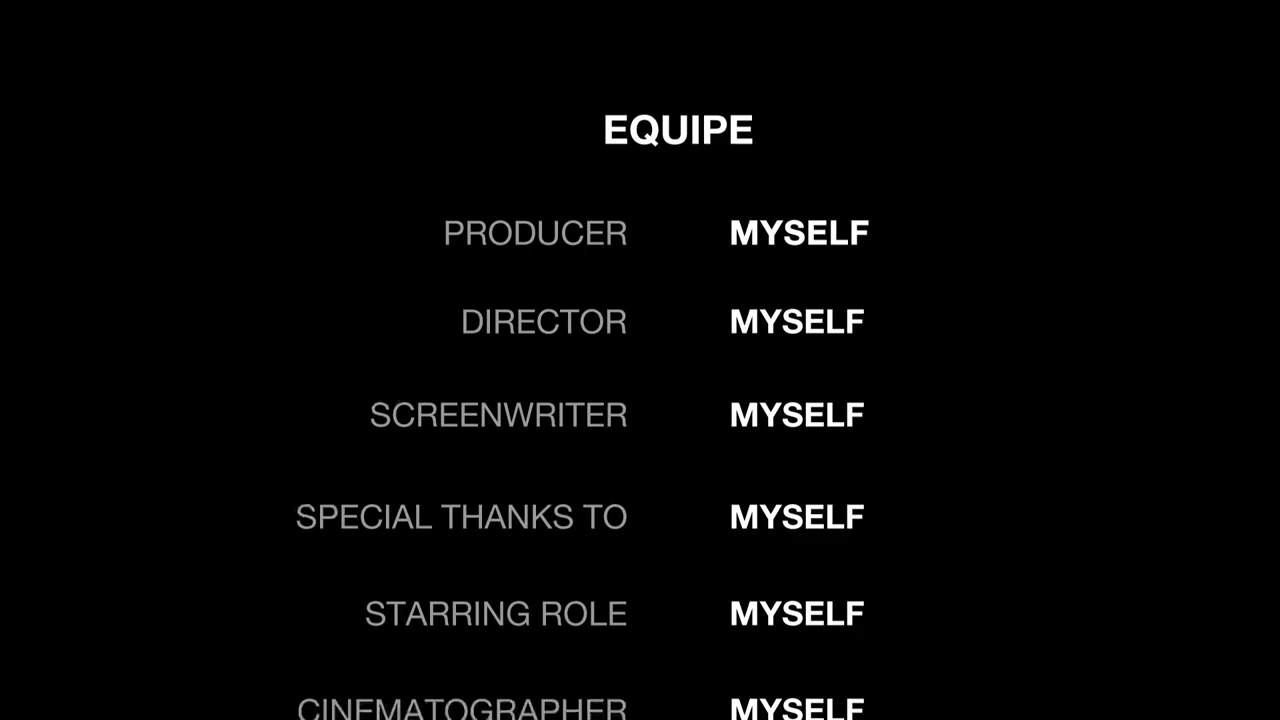 EQUIPE
PRODUCER MYSELF
DIRECTOR MYSELF
SCREENWRITER MYSELF
SPECIAL THANKS TO MYSELF
STARRING ROLE MYSELF
CINEMATOGRAPHER MYSELF